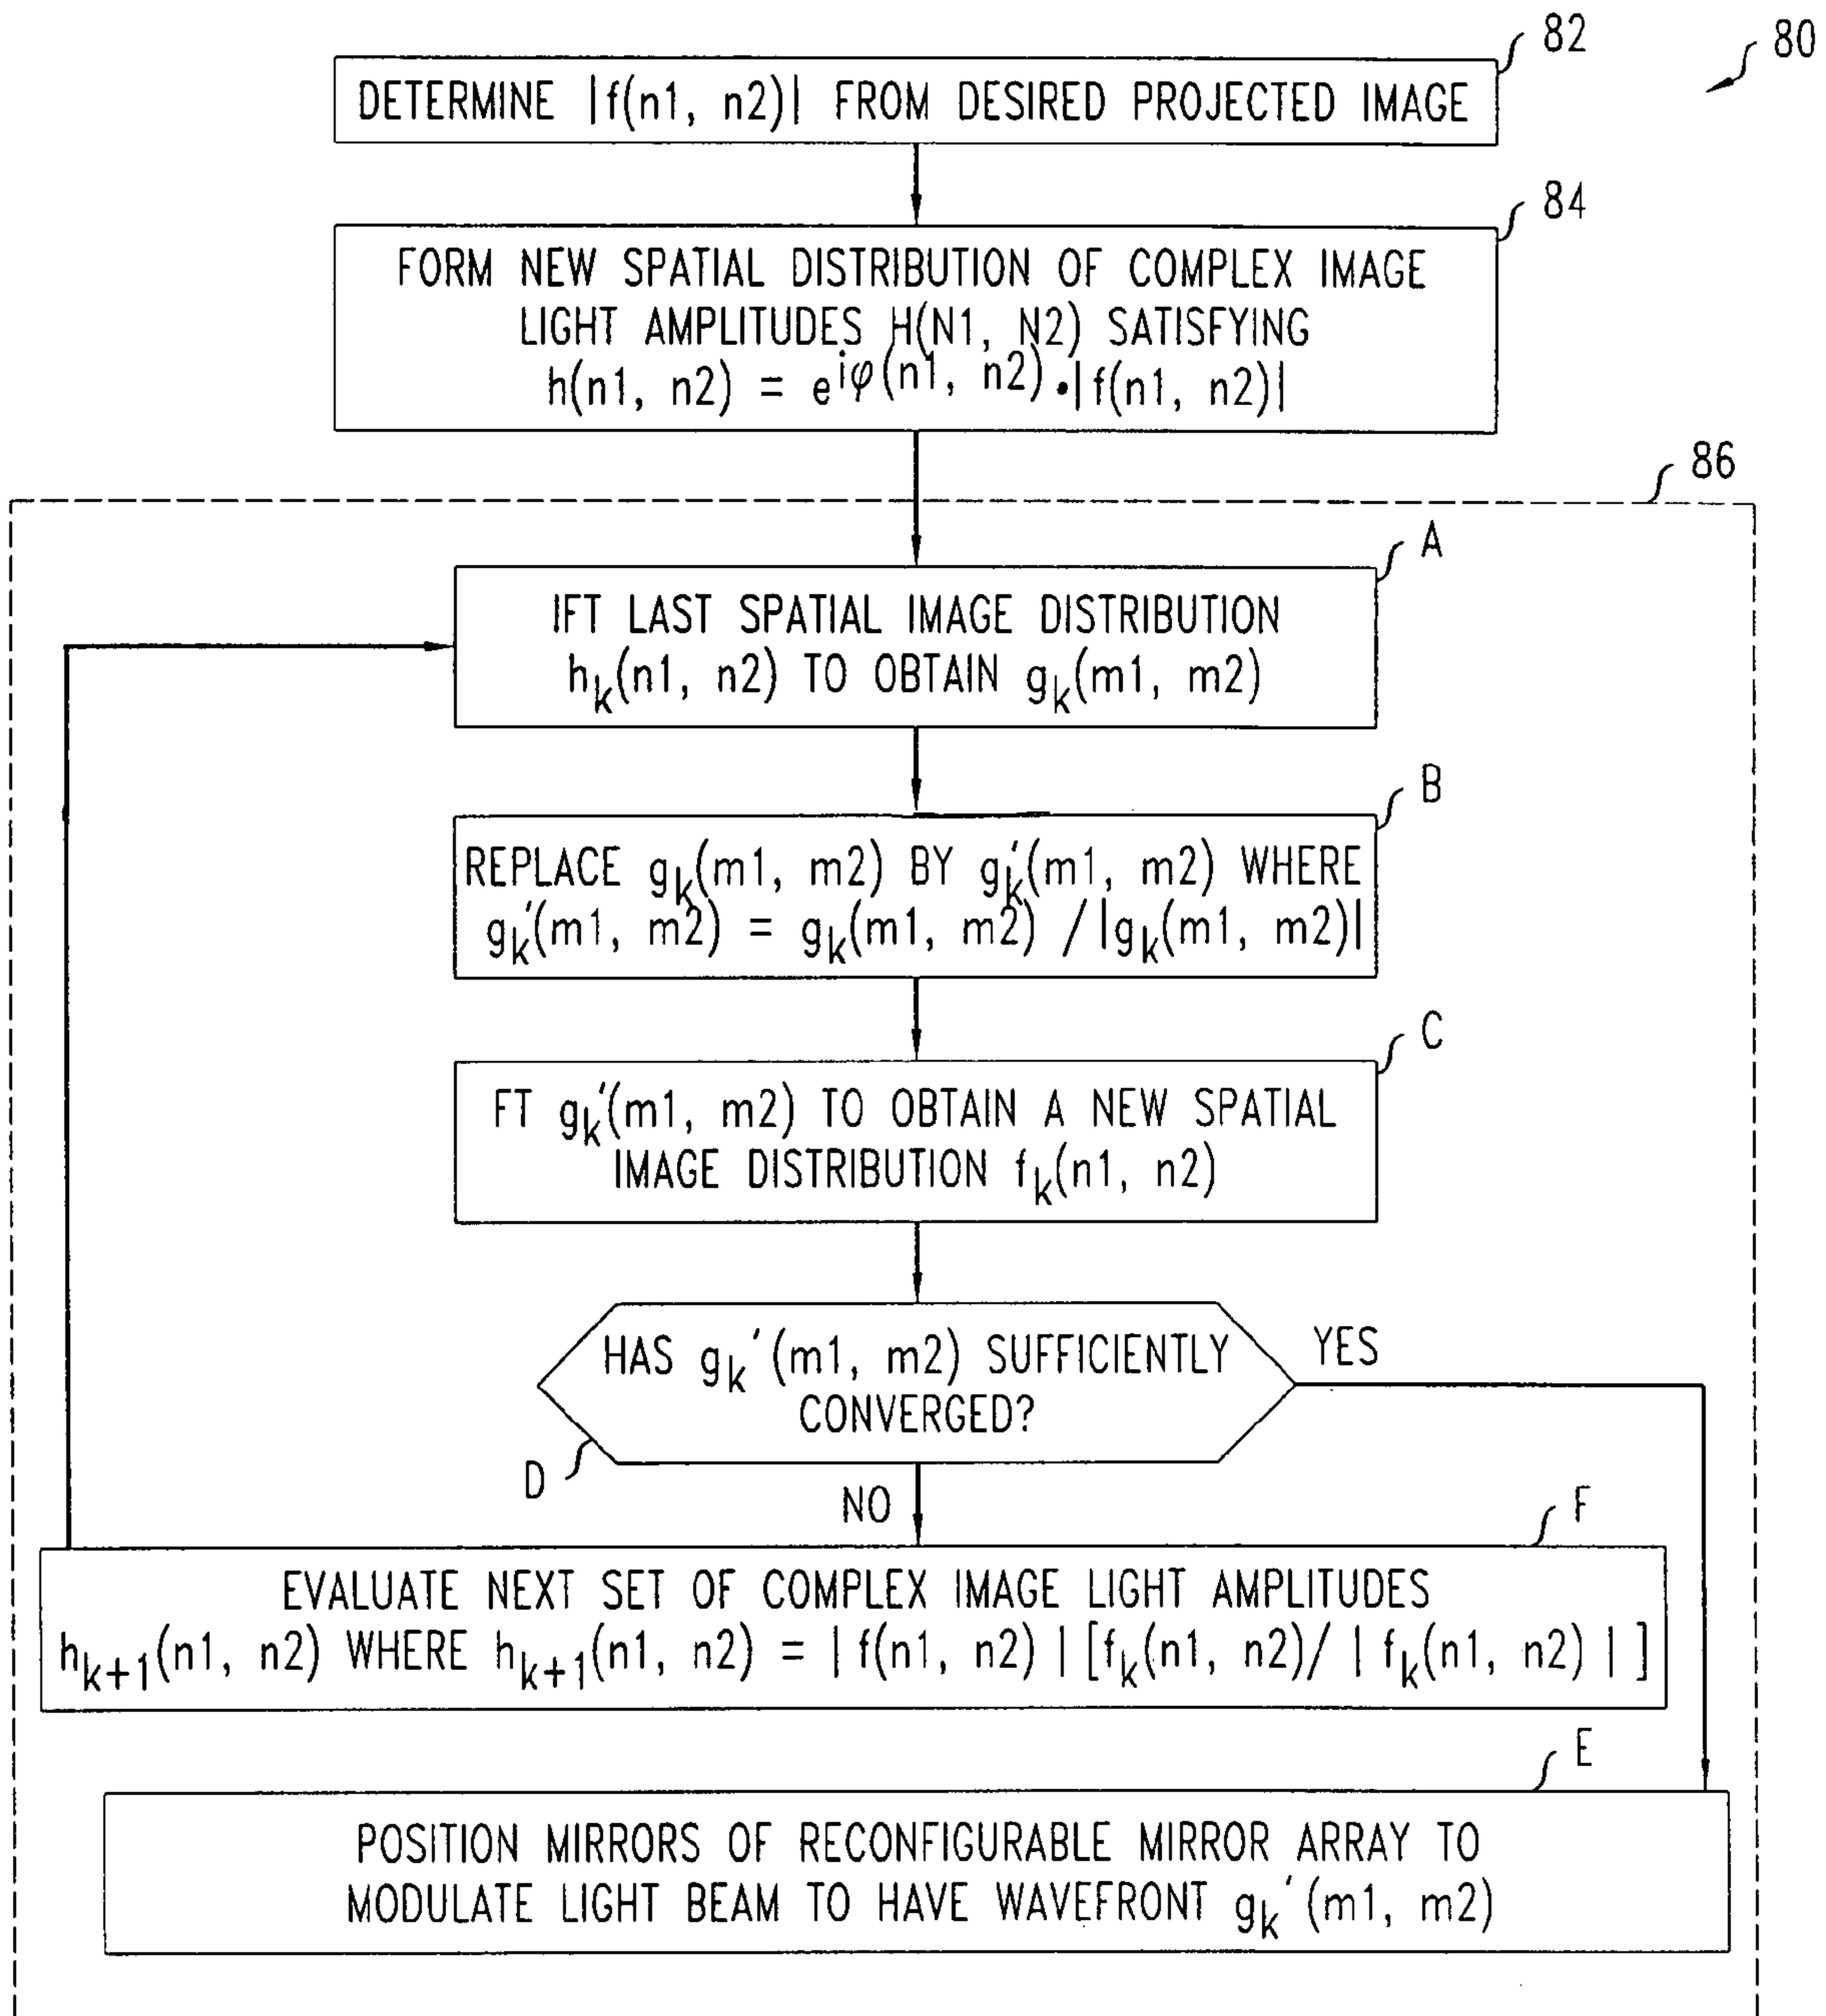 80
82
DETERMINE |f(n1, n2)| FROM DESIRED PROJECTED IMAGE
84
FORM NEW SPATIAL DISTRIBUTION OF COMPLEX IMAGE
LIGHT AMPLITUDES H(N1, N2) SATISFYING
h(n1, n2) = e^{iφ(n1, n2)}•|f(n1, n2)|
86
A
IFT LAST SPATIAL IMAGE DISTRIBUTION
h_k(n1, n2) TO OBTAIN g_k(m1, m2)
B
REPLACE g_k(m1, m2) BY g_k'(m1, m2) WHERE
g_k'(m1, m2) = g_k(m1, m2) /|g_k(m1, m2)|
C
FT g_k'(m1, m2) TO OBTAIN A NEW SPATIAL
IMAGE DISTRIBUTION f_k(n1, n2)
HAS g_k'(m1, m2) SUFFICIENTLY
CONVERGED?
YES
D
NO
F
EVALUATE NEXT SET OF COMPLEX IMAGE LIGHT AMPLITUDES
h_{k+1}(n1, n2) WHERE h_{k+1}(n1, n2) = | f(n1, n2) | [f_k(n1, n2)/ | f_k(n1, n2) | ]
E
POSITION MIRRORS OF RECONFIGURABLE MIRROR ARRAY TO
MODULATE LIGHT BEAM TO HAVE WAVEFRONT g_k'(m1, m2)